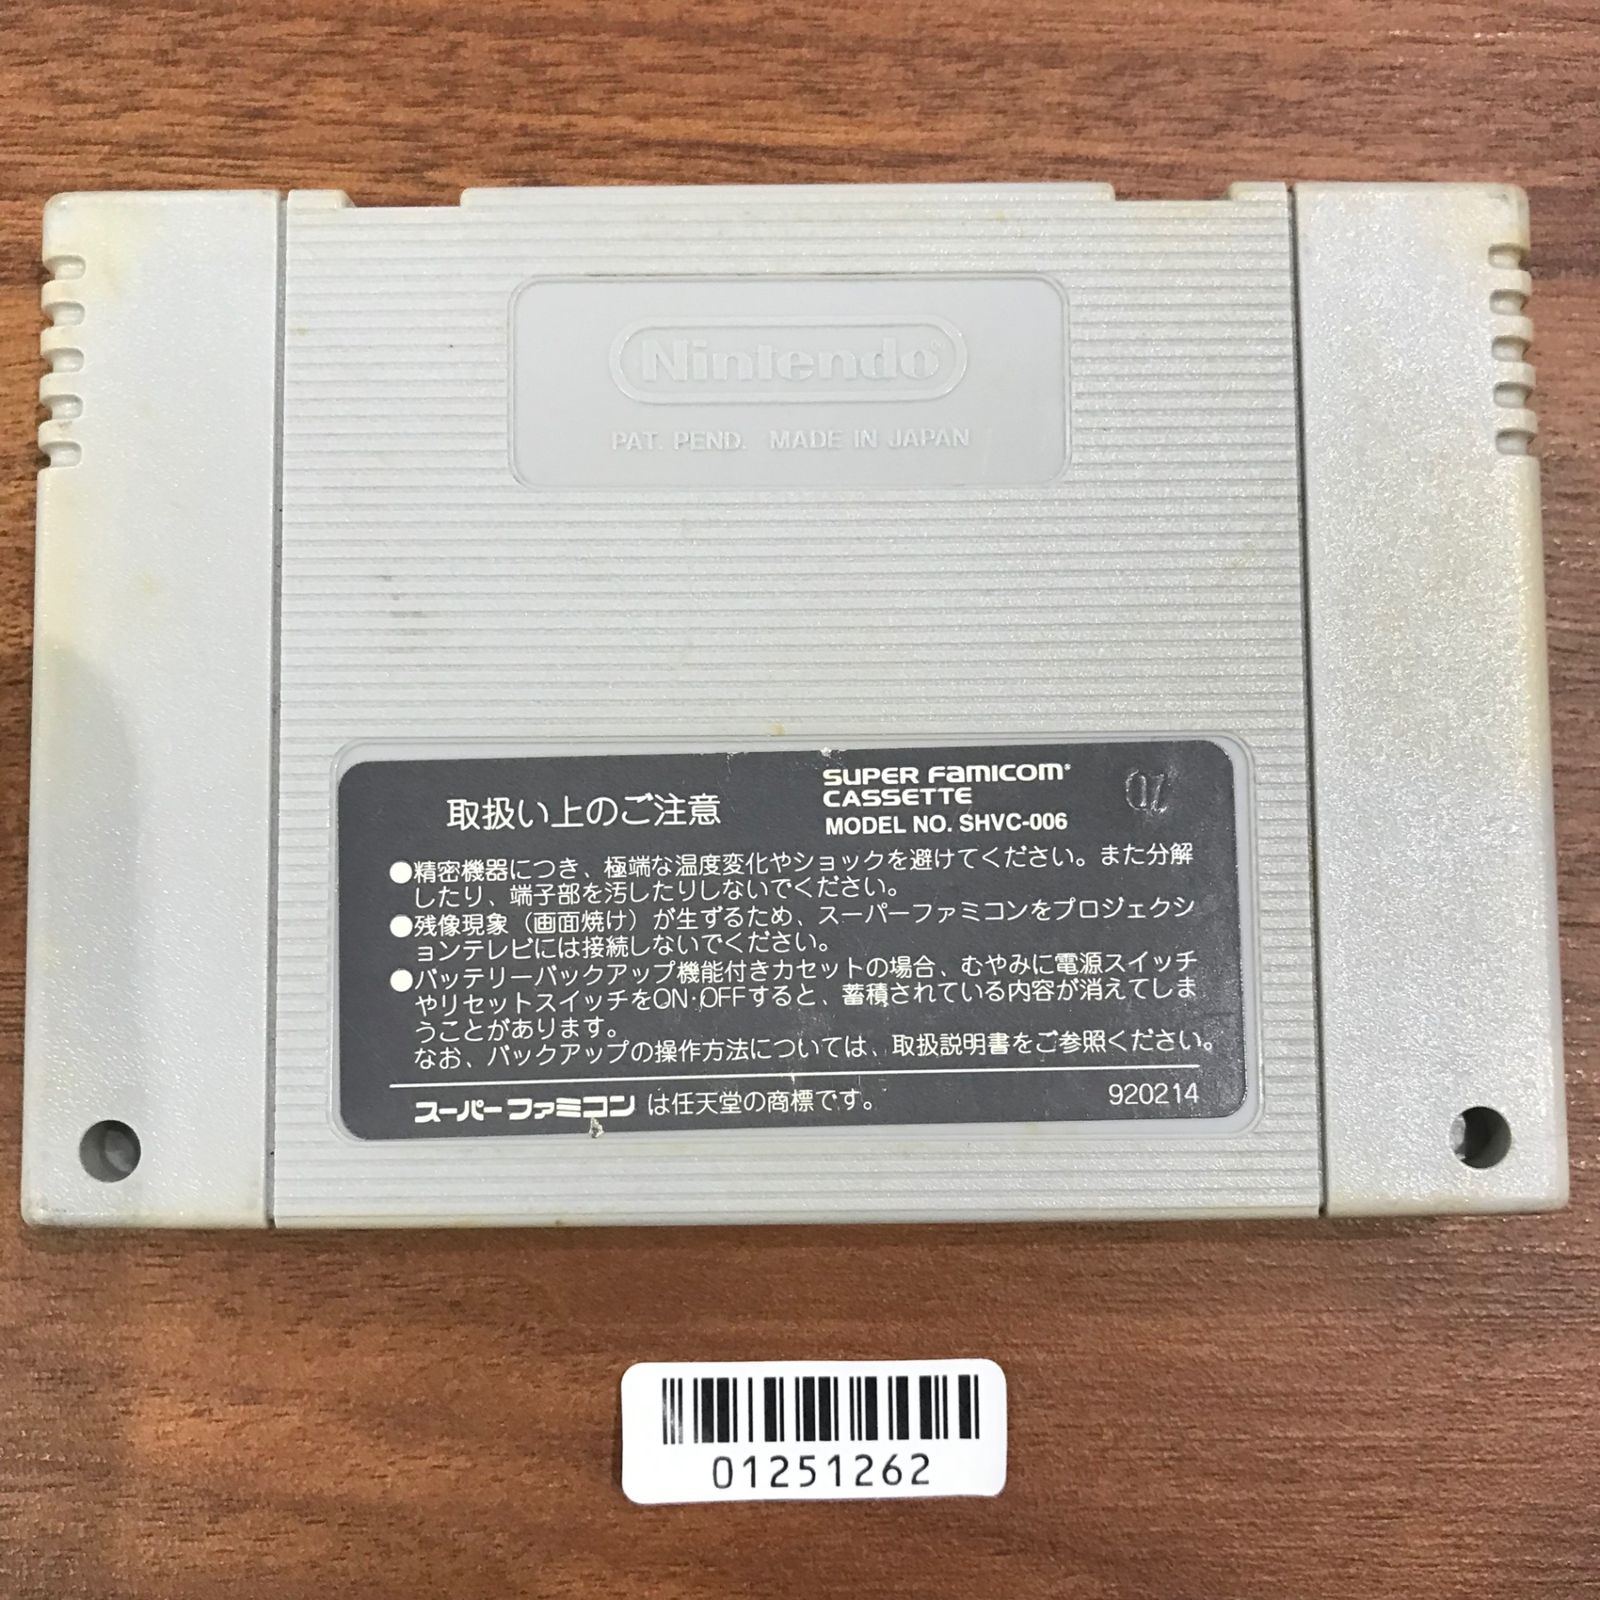 Nintendo®
PAT. PEND. MADE IN JAPAN
取扱い上のご注意
SUPER FAMICOM®
CASSETTE
MODEL NO. SHVC-006
●精密機器につき、極端な温度変化やショックを避けてください。また分解
したり、端子部を汚したりしないでください。
●残像現象（画面焼け）が生ずるため、スーパーファミコンをプロジェクシ
ョンテレビには接続しないでください。
●バッテリーバックアップ機能付きカセットの場合、むやみに電源スイッチ
やリセットスイッチをON・OFFすると、蓄積されている内容が消えてしま
うことがあります。
なお、バックアップの操作方法については、取扱説明書をご参照ください。
スーパーファミコン は任天堂の商標です。
920214
01251262